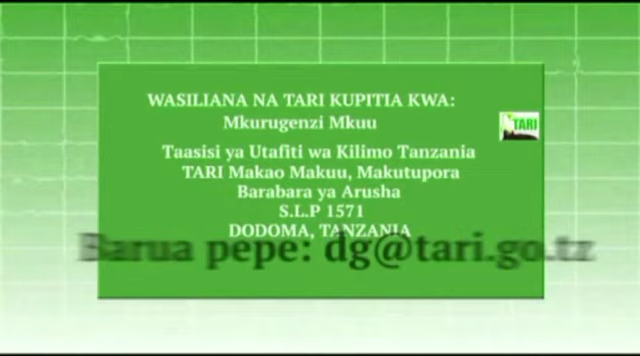 WASILIANA NA TARI KUPITIA KWA:
Mkurugenzi Mkuu
TARI
Taasisi ya Utafiti wa Kilimo Tanzania
TARI Makao Makuu, Makutupora
Barabara ya Arusha
S.L.P 1571
DODOMA, TANZANIA
Barua pepe: dg@tari.go.tz